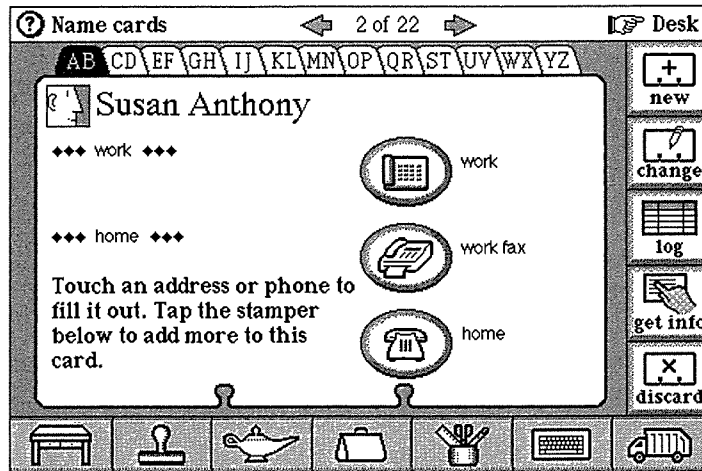 ? Name cards 2 of 22 Desk
AB CD EF GH IJ KL MN OP QR ST UV WX YZ
Susan Anthony
work
work
home
work fax
Touch an address or phone to
fill it out. Tap the stamper
below to add more to this
card.
home
new
change
log
get info
discard